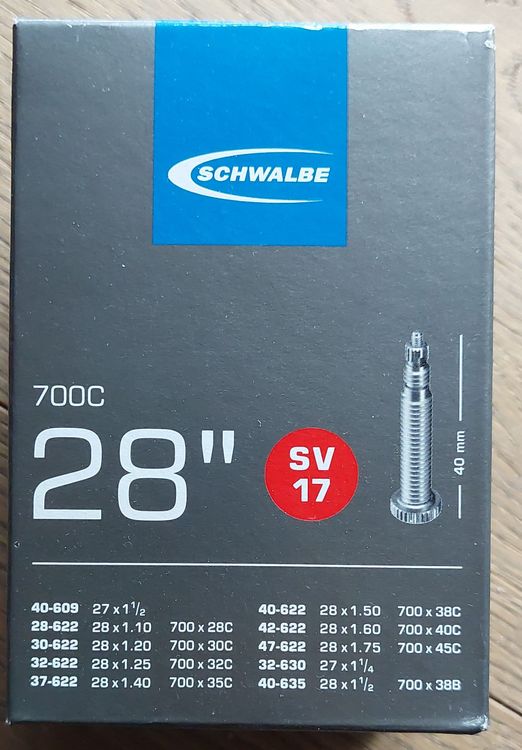 SCHWALBE
700C
28"
SV
17
40 mm
40-609 27 x 1 1/2
28-622 28 x 1.10 700 x 28C
30-622 28 x 1.20 700 x 30C
32-622 28 x 1.25 700 x 32C
37-622 28 x 1.40 700 x 35C
40-622 28 x 1.50 700 x 38C
42-622 28 x 1.60 700 x 40C
47-622 28 x 1.75 700 x 45C
32-630 27 x 1 1/4
40-635 28 x 1 1/2 700 x 38B